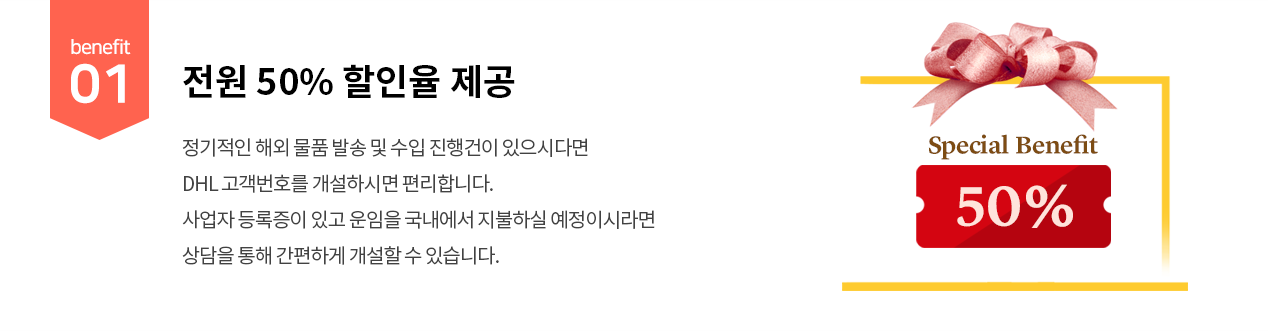 benefit
01
전원 50% 할인율 제공
정기적인 해외 물품 발송 및 수입 진행건이 있으시다면
DHL 고객번호를 개설하시면 편리합니다.
사업자 등록증이 있고 운임을 국내에서 지불하실 예정이시라면
상담을 통해 간편하게 개설할 수 있습니다.
Special Benefit
50%